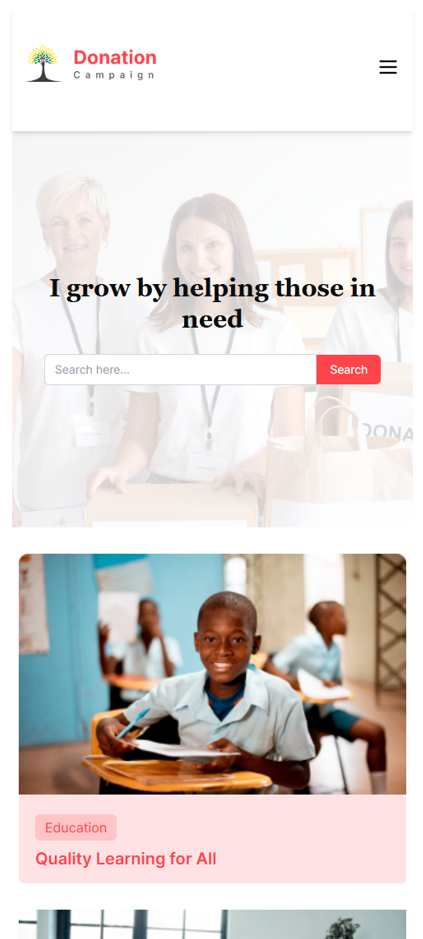 Donation
Campaign
I grow by helping those in
need
Search here...
Search
DONA
Education
Quality Learning for All